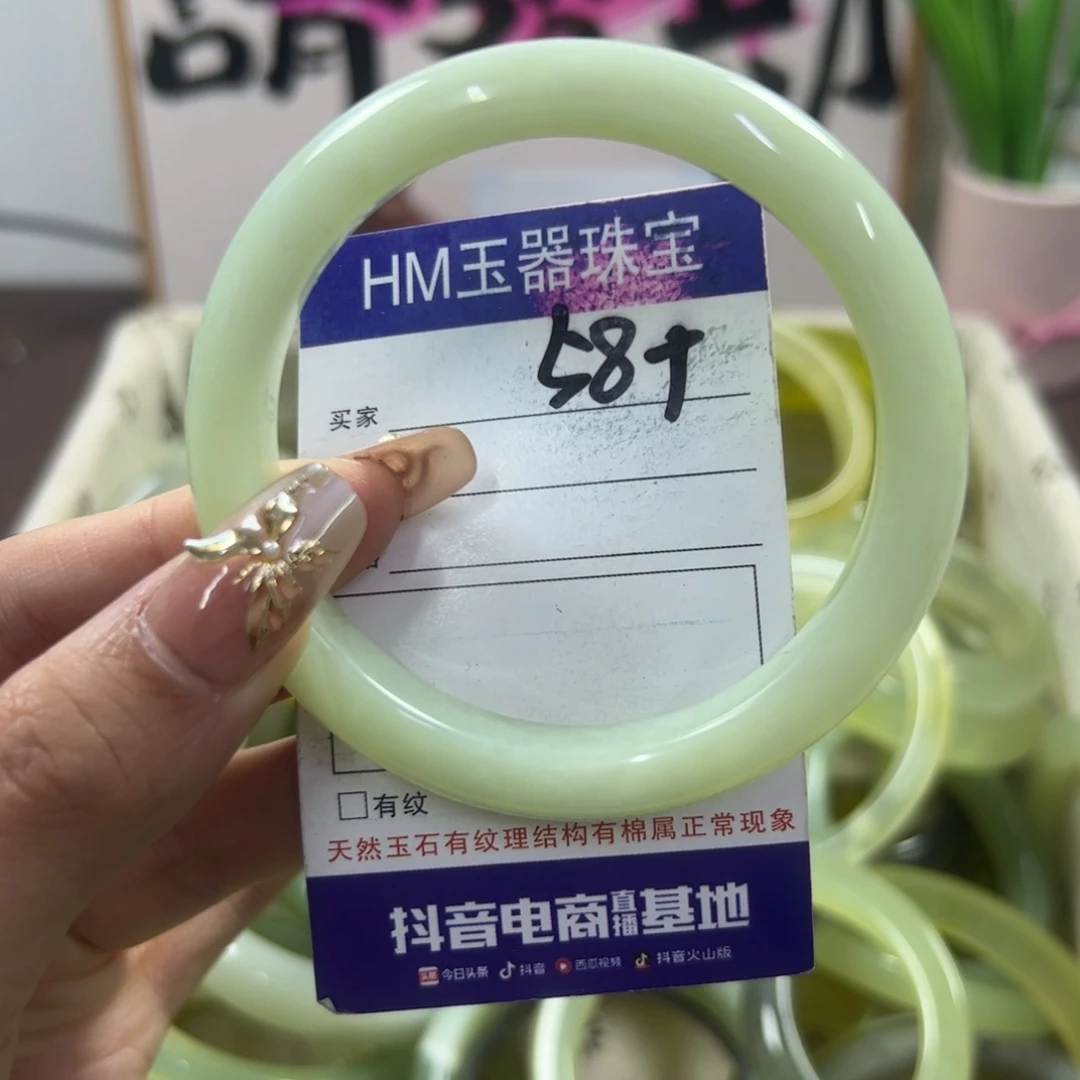 HM玉器珠宝
58+
买家
有纹
天然玉石有纹理结构有棉属正常现象
抖音电商直播基地
头条 今日头条 抖音 西瓜视频 抖音火山版